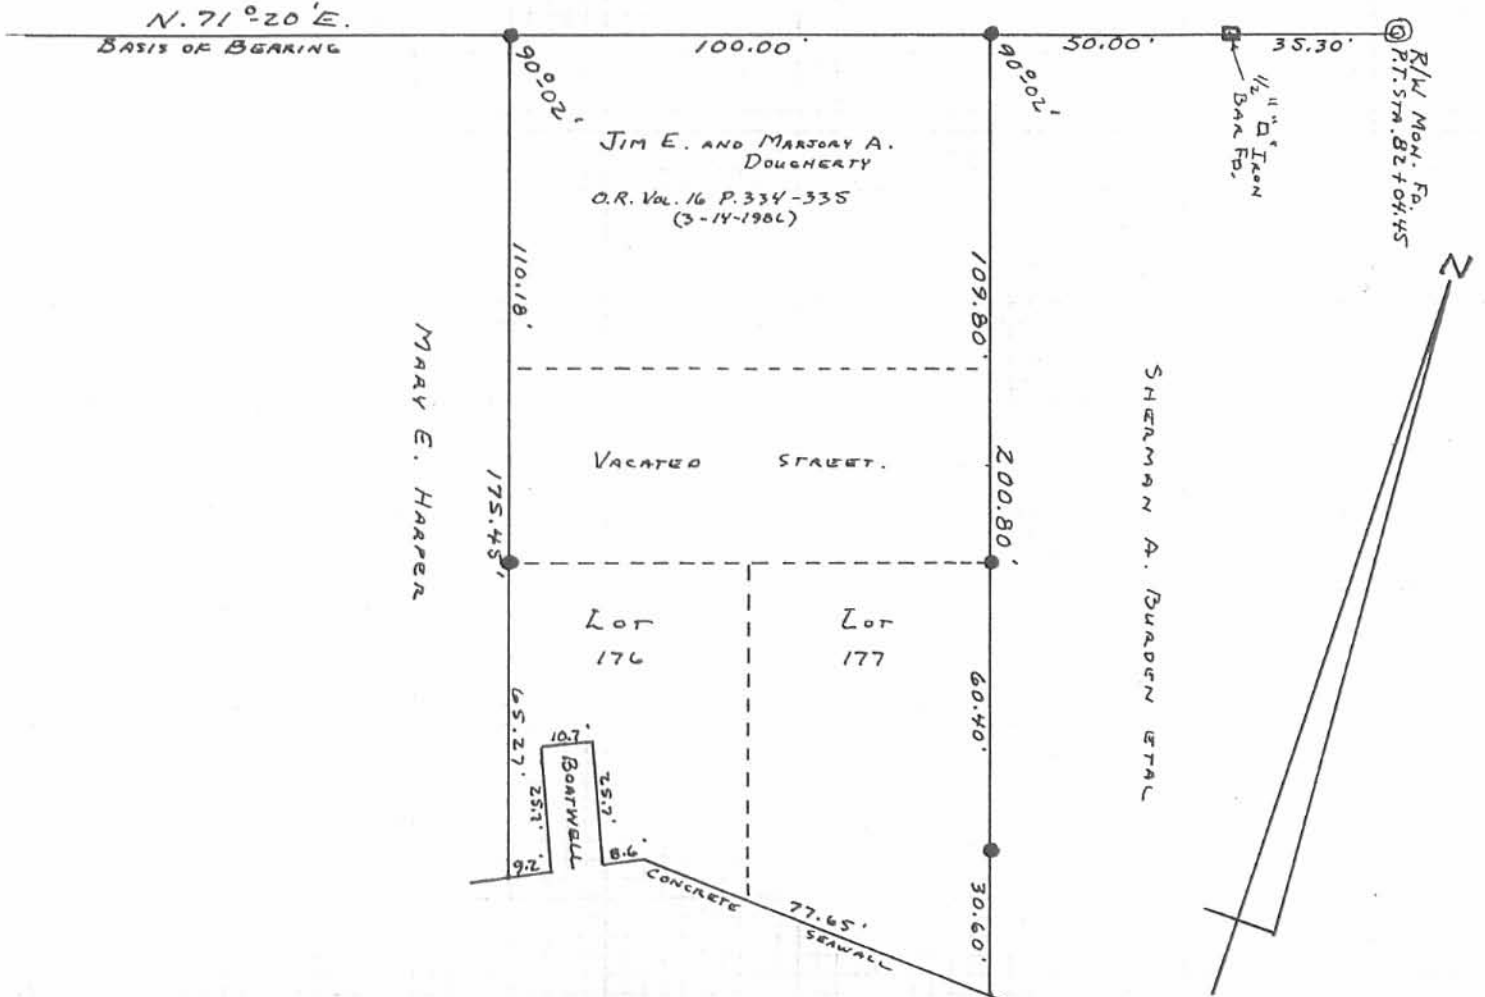 N. 71°-20'E.
BASIS OF BEARING
100.00'
50.00'
35.30'
R/W MON. FD.
P.T. STA. 82+04.45
90°-02'
90°-02'
1/2" "□" IRON
BAR FD.
JIM E. AND MARJORY A.
DOUGHERTY
O.R. VOL. 16 P. 334-335
(3-14-1986)
110.18'
109.80'
N
MARY E. HARPER
SHERMAN A. BURDEN ETAL
VACATED STREET.
175.45'
200.80'
LOT
176
LOT
177
65.27'
60.40'
10.7'
25.7'
BOATWELL
25.7'
9.2'
8.6'
CONCRETE
77.65'
SEAWALL
30.60'